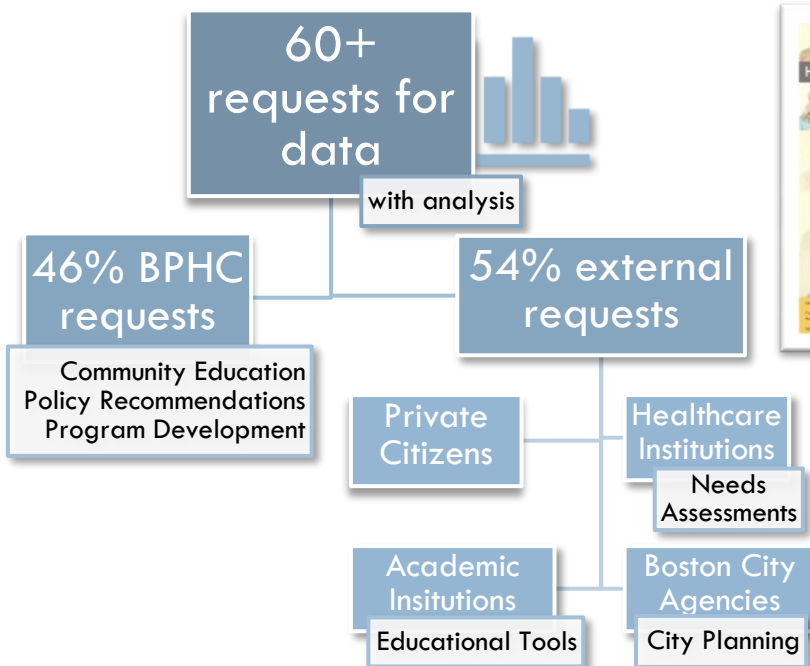 60+
requests for
data
with analysis
46% BPHC
requests
Community Education
Policy Recommendations
Program Development
54% external
requests
Private
Citizens
Healthcare
Institutions
Needs
Assessments
Academic
Insitutions
Educational Tools
Boston City
Agencies
City Planning